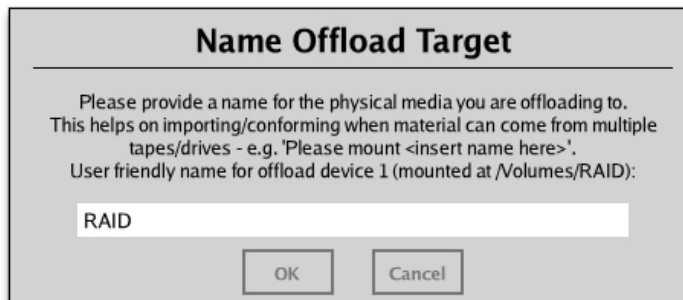 Name Offload Target
Please provide a name for the physical media you are offloading to.
This helps on importing/conforming when material can come from multiple
tapes/drives - e.g. 'Please mount <insert name here>'.
User friendly name for offload device 1 (mounted at /Volumes/RAID):
RAID
OK Cancel